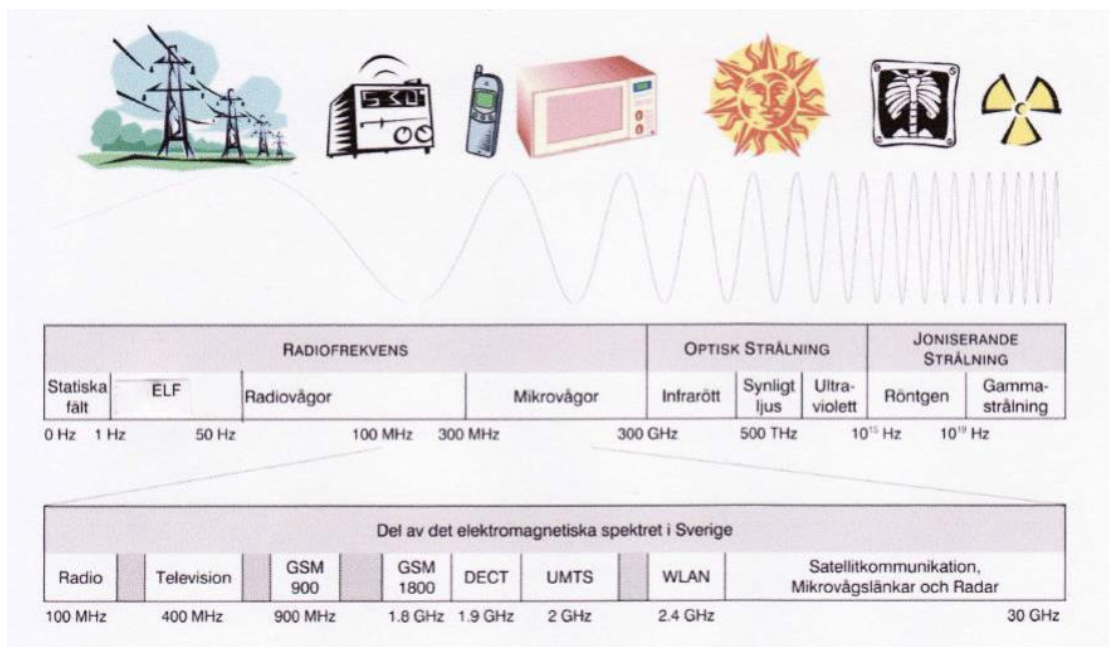 RADIOFREKVENS
OPTISK STRÅLNING
JONISERANDE
STRÅLNING
Statiska
fält
ELF
Radiovågor
Mikrovågor
Infrarött
Synligt
ljus
Ultra-
violett
Röntgen
Gamma-
strålning
0 Hz 1 Hz 50 Hz 100 MHz 300 MHz 300 GHz 500 THz 10¹⁵ Hz 10¹⁹ Hz
Del av det elektromagnetiska spektret i Sverige
Radio
Television
GSM
900
GSM
1800
DECT
UMTS
WLAN
Satellitkommunikation,
Mikrovågslänkar och Radar
100 MHz 400 MHz 900 MHz 1.8 GHz 1.9 GHz 2 GHz 2.4 GHz 30 GHz